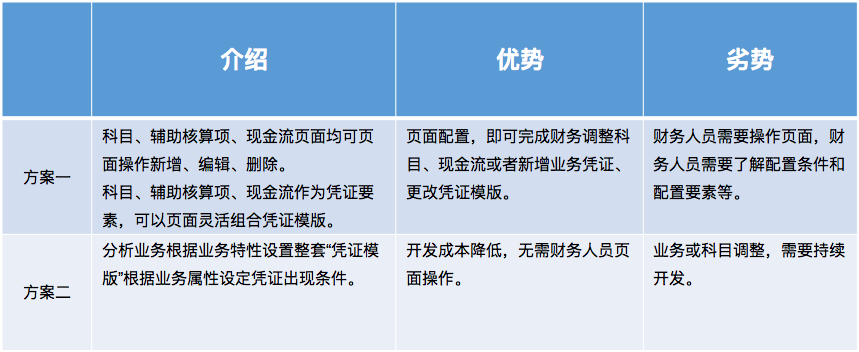 介绍
优势
劣势
方案一
科目、辅助核算项、现金流页面均可页
面操作新增、编辑、删除。
科目、辅助核算项、现金流作为凭证要
素，可以页面灵活组合凭证模版。
页面配置，即可完成财务调整科
目、现金流或者新增业务凭证、
更改凭证模版。
财务人员需要操作页面，财
务人员需要了解配置条件和
配置要素等。
方案二
分析业务根据业务特性设置整套“凭证模
版”根据业务属性设定凭证出现条件。
开发成本降低，无需财务人员页
面操作。
业务或科目调整，需要持续
开发。